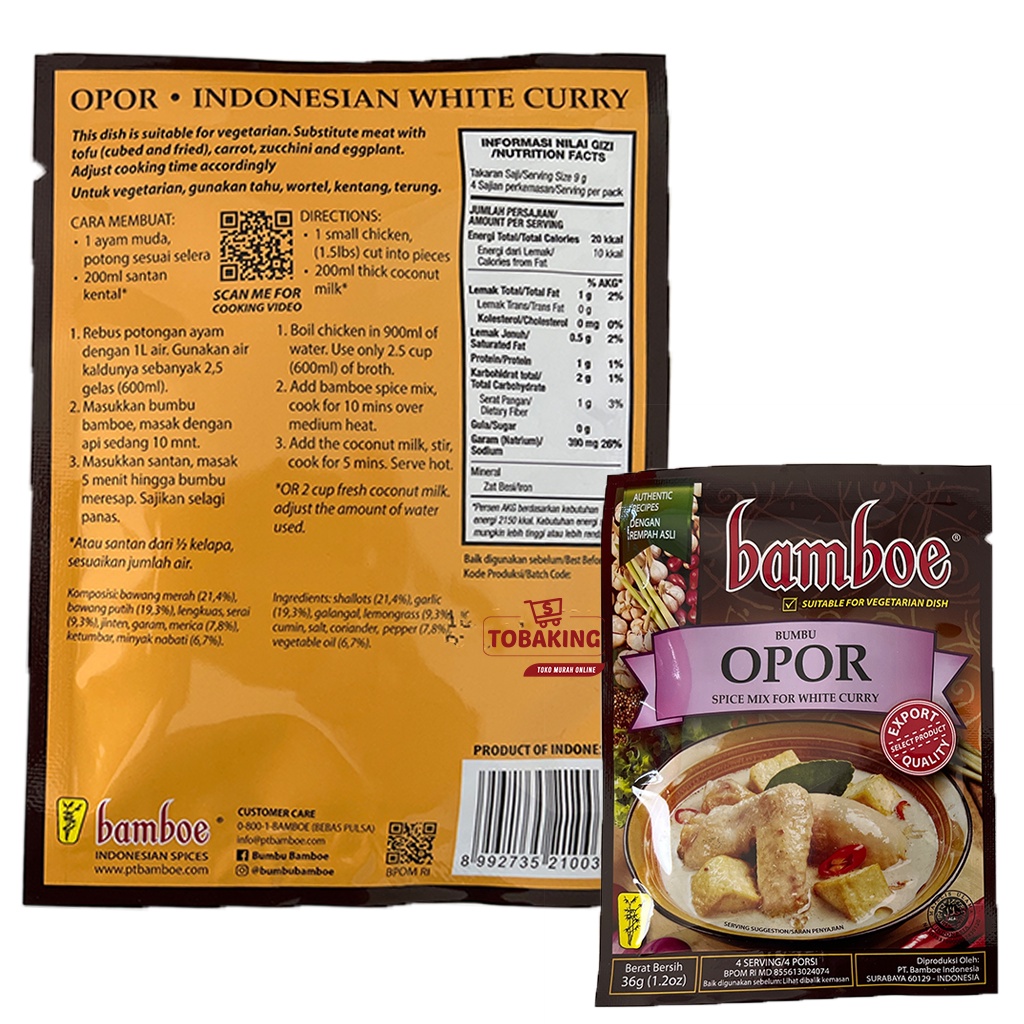 OPOR • INDONESIAN WHITE CURRY
This dish is suitable for vegetarian. Substitute meat with
tofu (cubed and fried), carrot, zucchini and eggplant.
Adjust cooking time accordingly
Untuk vegetarian, gunakan tahu, wortel, kentang, terung.
CARA MEMBUAT:
• 1 ayam muda,
potong sesuai selera
• 200ml santan
kental*
SCAN ME FOR
COOKING VIDEO
DIRECTIONS:
• 1 small chicken,
(1.5lbs) cut into pieces
• 200ml thick coconut
milk*
1. Rebus potongan ayam
dengan 1L air. Gunakan air
kaldunya sebanyak 2,5
gelas (600ml).
2. Masukkan bumbu
bamboe, masak dengan
api sedang 10 mnt.
3. Masukkan santan, masak
5 menit hingga bumbu
meresap. Sajikan selagi
panas.
*Atau santan dari ½ kelapa,
sesuaikan jumlah air.
1. Boil chicken in 900ml of
water. Use only 2.5 cup
(600ml) of broth.
2. Add bamboe spice mix,
cook for 10 mins over
medium heat.
3. Add the coconut milk, stir,
cook for 5 mins. Serve hot.
*OR 2 cup fresh coconut milk.
adjust the amount of water
used.
Komposisi: bawang merah (21,4%),
bawang putih (19,3%), lengkuas, serai
(9,3%), jinten, garam, merica (7,8%),
ketumbar, minyak nabati (6,7%).
Ingredients: shallots (21,4%), garlic
(19,3%), galangal, lemongrass (9,3%)
cumin, salt, coriander, pepper (7,8%),
vegetable oil (6,7%).
INFORMASI NILAI GIZI
/NUTRITION FACTS
Takaran Saji/Serving Size 9 g
4 Sajian perkemasan/Serving per pack
JUMLAH PERSAJIAN/
AMOUNT PER SERVING
Energi Total/Total Calories 20 kkal
Energi dari Lemak/ 10 kkal
Calories from Fat
% AKG*
Lemak Total/Total Fat 1 g 2%
Lemak Trans/Trans Fat 0 g
Kolesterol/Cholesterol 0 mg 0%
Lemak Jenuh/ 0.5 g 2%
Saturated Fat
Protein/Protein 1 g 1%
Karbohidrat total/ 2 g 1%
Total Carbohydrate
Serat Pangan/ 1 g 3%
Dietary Fiber
Gula/Sugar 0 g
Garam (Natrium)/ 390 mg 26%
Sodium
Mineral
Zat Besi/Iron
*Persen AKG berdasarkan kebutuhan
energi 2150 kkal. Kebutuhan energi
mungkin lebih tinggi atau lebih
Baik digunakan sebelum/Best
Kode Produksi/Batch Code:
TOBAKING
TOKO MURAH ONLINE
PRODUCT OF
8 992735 21003
bamboe
INDONESIAN SPICES
www.ptbamboe.com
CUSTOMER CARE
0-800-1-BAMBOE (BEBAS PULSA)
info@ptbamboe.com
Bumbu Bamboe
@bumbubamboe
BPOM RI
AUTHENTIC
RECIPES
DENGAN
REMPAH ASLI
bamboe®
SUITABLE FOR VEGETARIAN DISH
BUMBU
OPOR
SPICE MIX FOR WHITE CURRY
EXPORT
SELECT PRODUCT
QUALITY
SERVING SUGGESTION/SARAN PENYAJIAN
Berat Bersih
36g (1.2oz)
4 SERVING/4 PORSI
BPOM RI MD 855613024074
Baik digunakan sebelum: Lihat dibalik kemasan
Diproduksi Oleh:
PT. Bamboe Indonesia
SURABAYA 60129 - INDONESIA